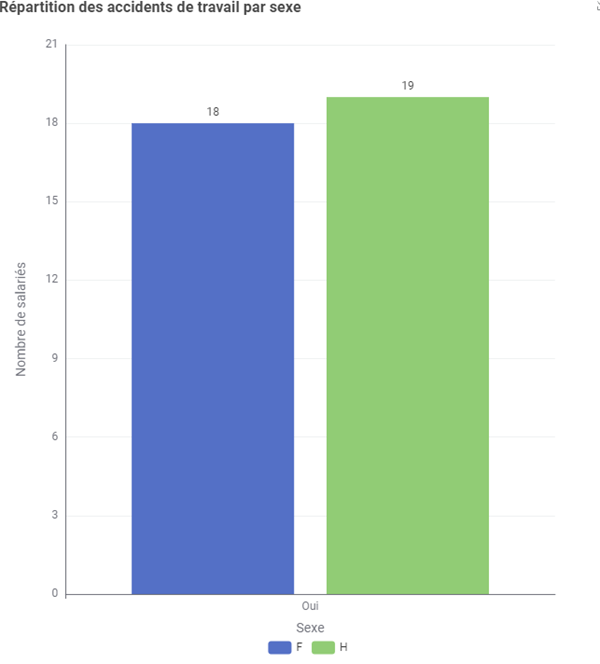 Répartition des accidents de travail par sexe
21
18
15
12
9
6
3
0
Nombre de salariés
18
19
Oui
Sexe
F H